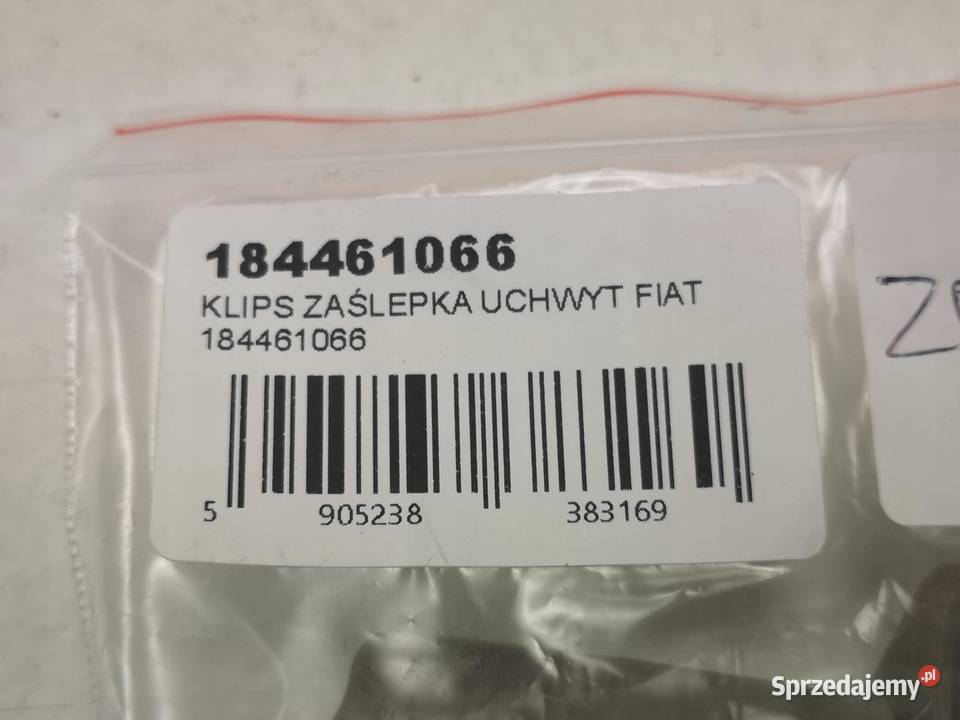 184461066
KLIPS ZAŚLEPKA UCHWYT FIAT
184461066
5 905238 383169
Sprzedajemy.pl